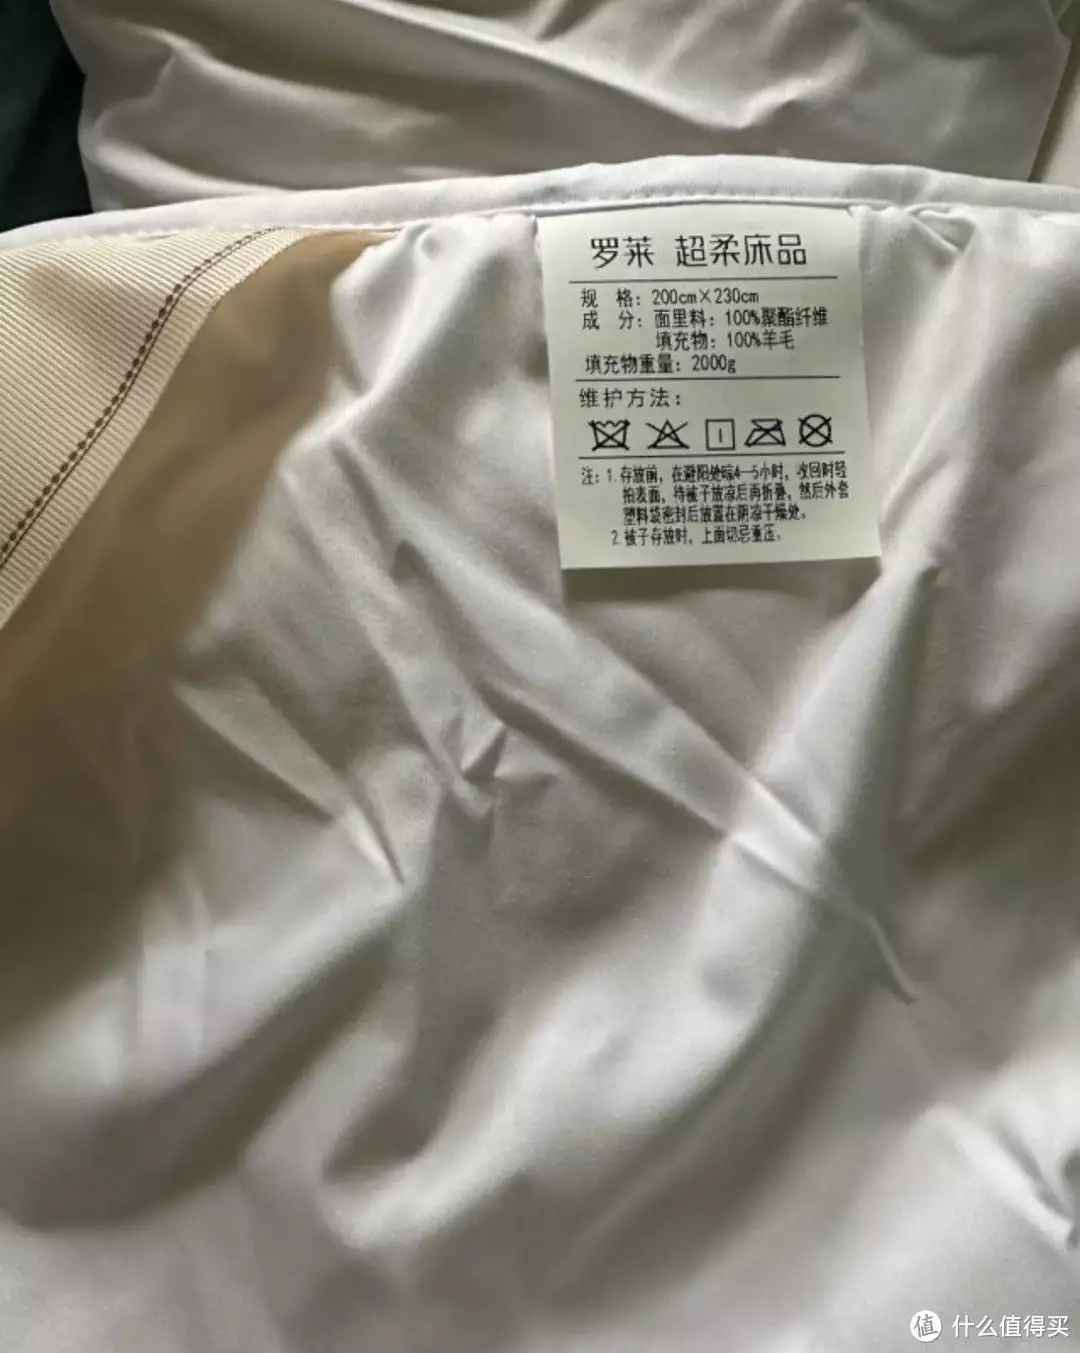 罗莱 超柔床品
规 格：200cm×230cm
成 分：面里料：100%聚酯纤维
填充物：100%羊毛
填充物重量：2000g
维护方法：
注：1.存放前，在避阳处晾4—5小时，收回时轻
拍表面，待被子放凉后再折叠，然后外套
塑料袋密封后放置在阴凉干燥处。
2.被子存放时，上面切忌重压。
值 什么值得买